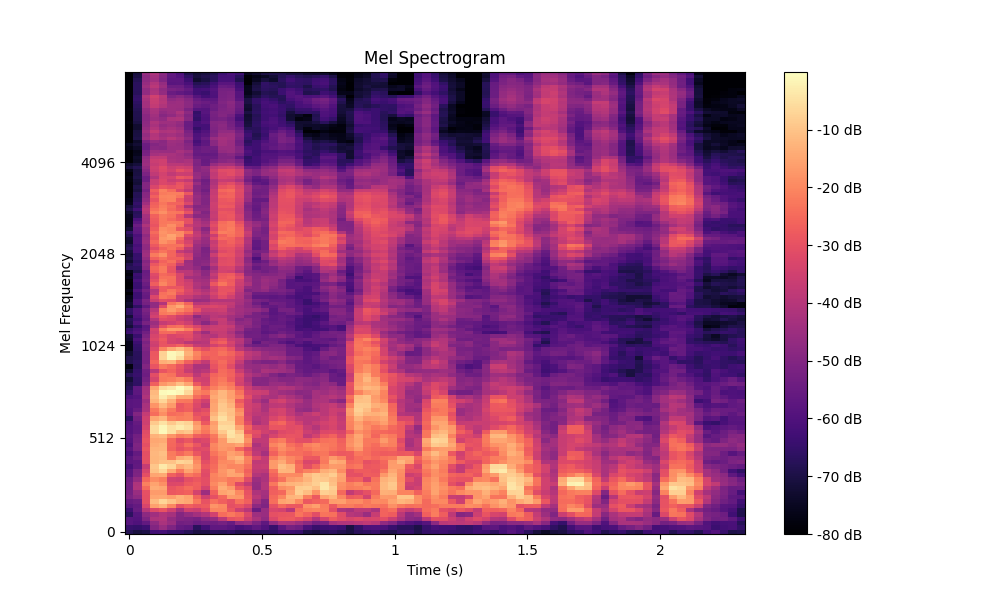 Mel Spectrogram
Mel Frequency
4096
2048
1024
512
0
0
0.5
1
1.5
2
Time (s)
-10 dB
-20 dB
-30 dB
-40 dB
-50 dB
-60 dB
-70 dB
-80 dB